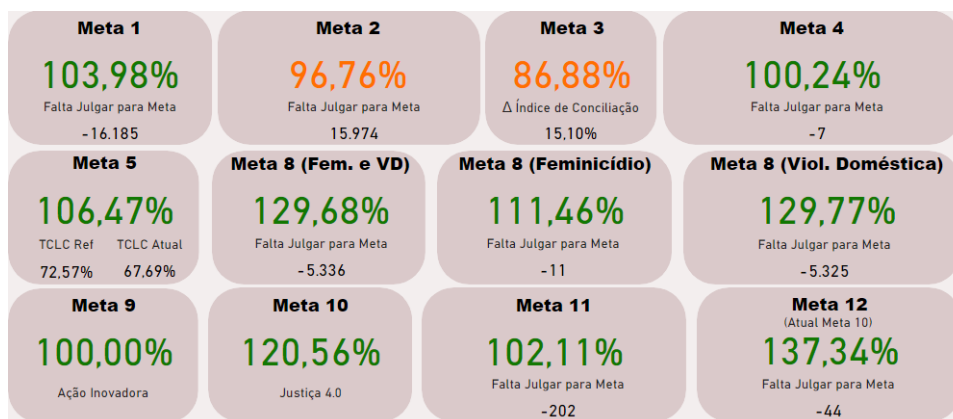 Meta 1
103,98%
Falta Julgar para Meta
-16.185
Meta 2
96,76%
Falta Julgar para Meta
15.974
Meta 3
86,88%
Δ Índice de Conciliação
15,10%
Meta 4
100,24%
Falta Julgar para Meta
-7
Meta 5
106,47%
TCLC Ref TCLC Atual
72,57% 67,69%
Meta 8 (Fem. e VD)
129,68%
Falta Julgar para Meta
-5.336
Meta 8 (Feminicídio)
111,46%
Falta Julgar para Meta
-11
Meta 8 (Viol. Doméstica)
129,77%
Falta Julgar para Meta
-5.325
Meta 9
100,00%
Ação Inovadora
Meta 10
120,56%
Justiça 4.0
Meta 11
102,11%
Falta Julgar para Meta
-202
Meta 12
(Atual Meta 10)
137,34%
Falta Julgar para Meta
-44